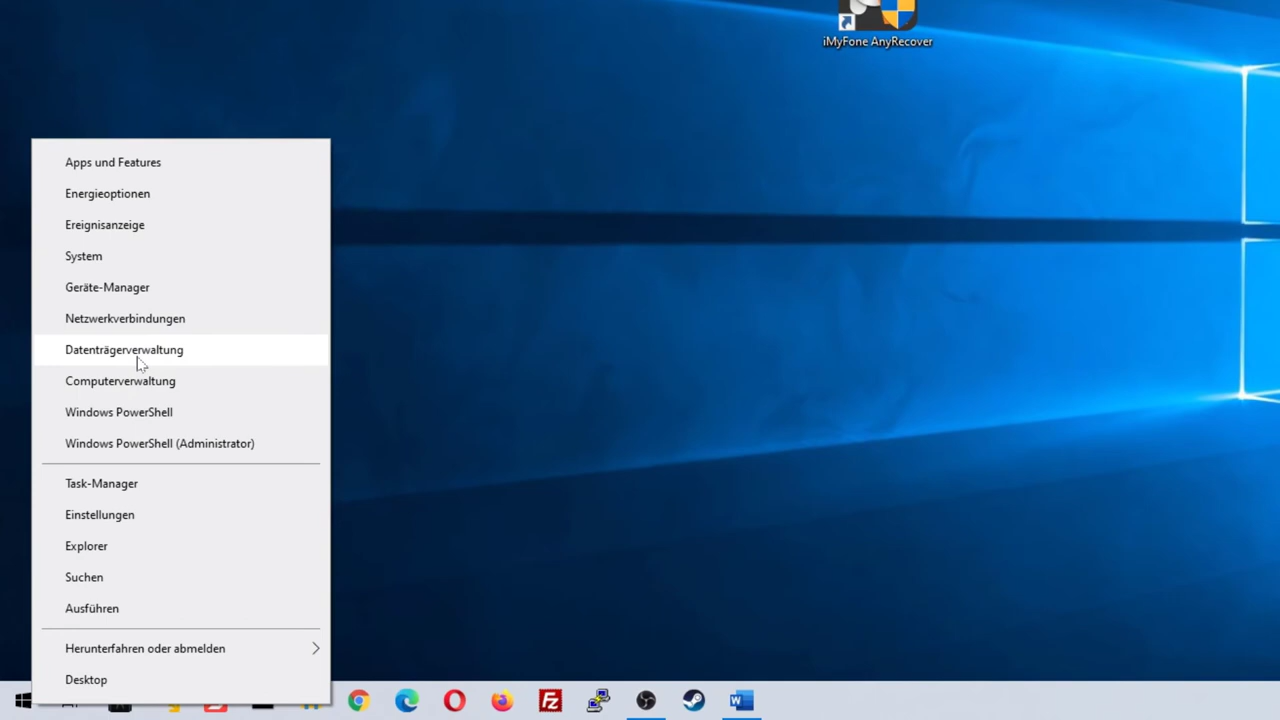 iMyFone AnyRecover
Apps und Features
Energieoptionen
Ereignisanzeige
System
Geräte-Manager
Netzwerkverbindungen
Datenträgerverwaltung
Computerverwaltung
Windows PowerShell
Windows PowerShell (Administrator)
Task-Manager
Einstellungen
Explorer
Suchen
Ausführen
Herunterfahren oder abmelden
Desktop